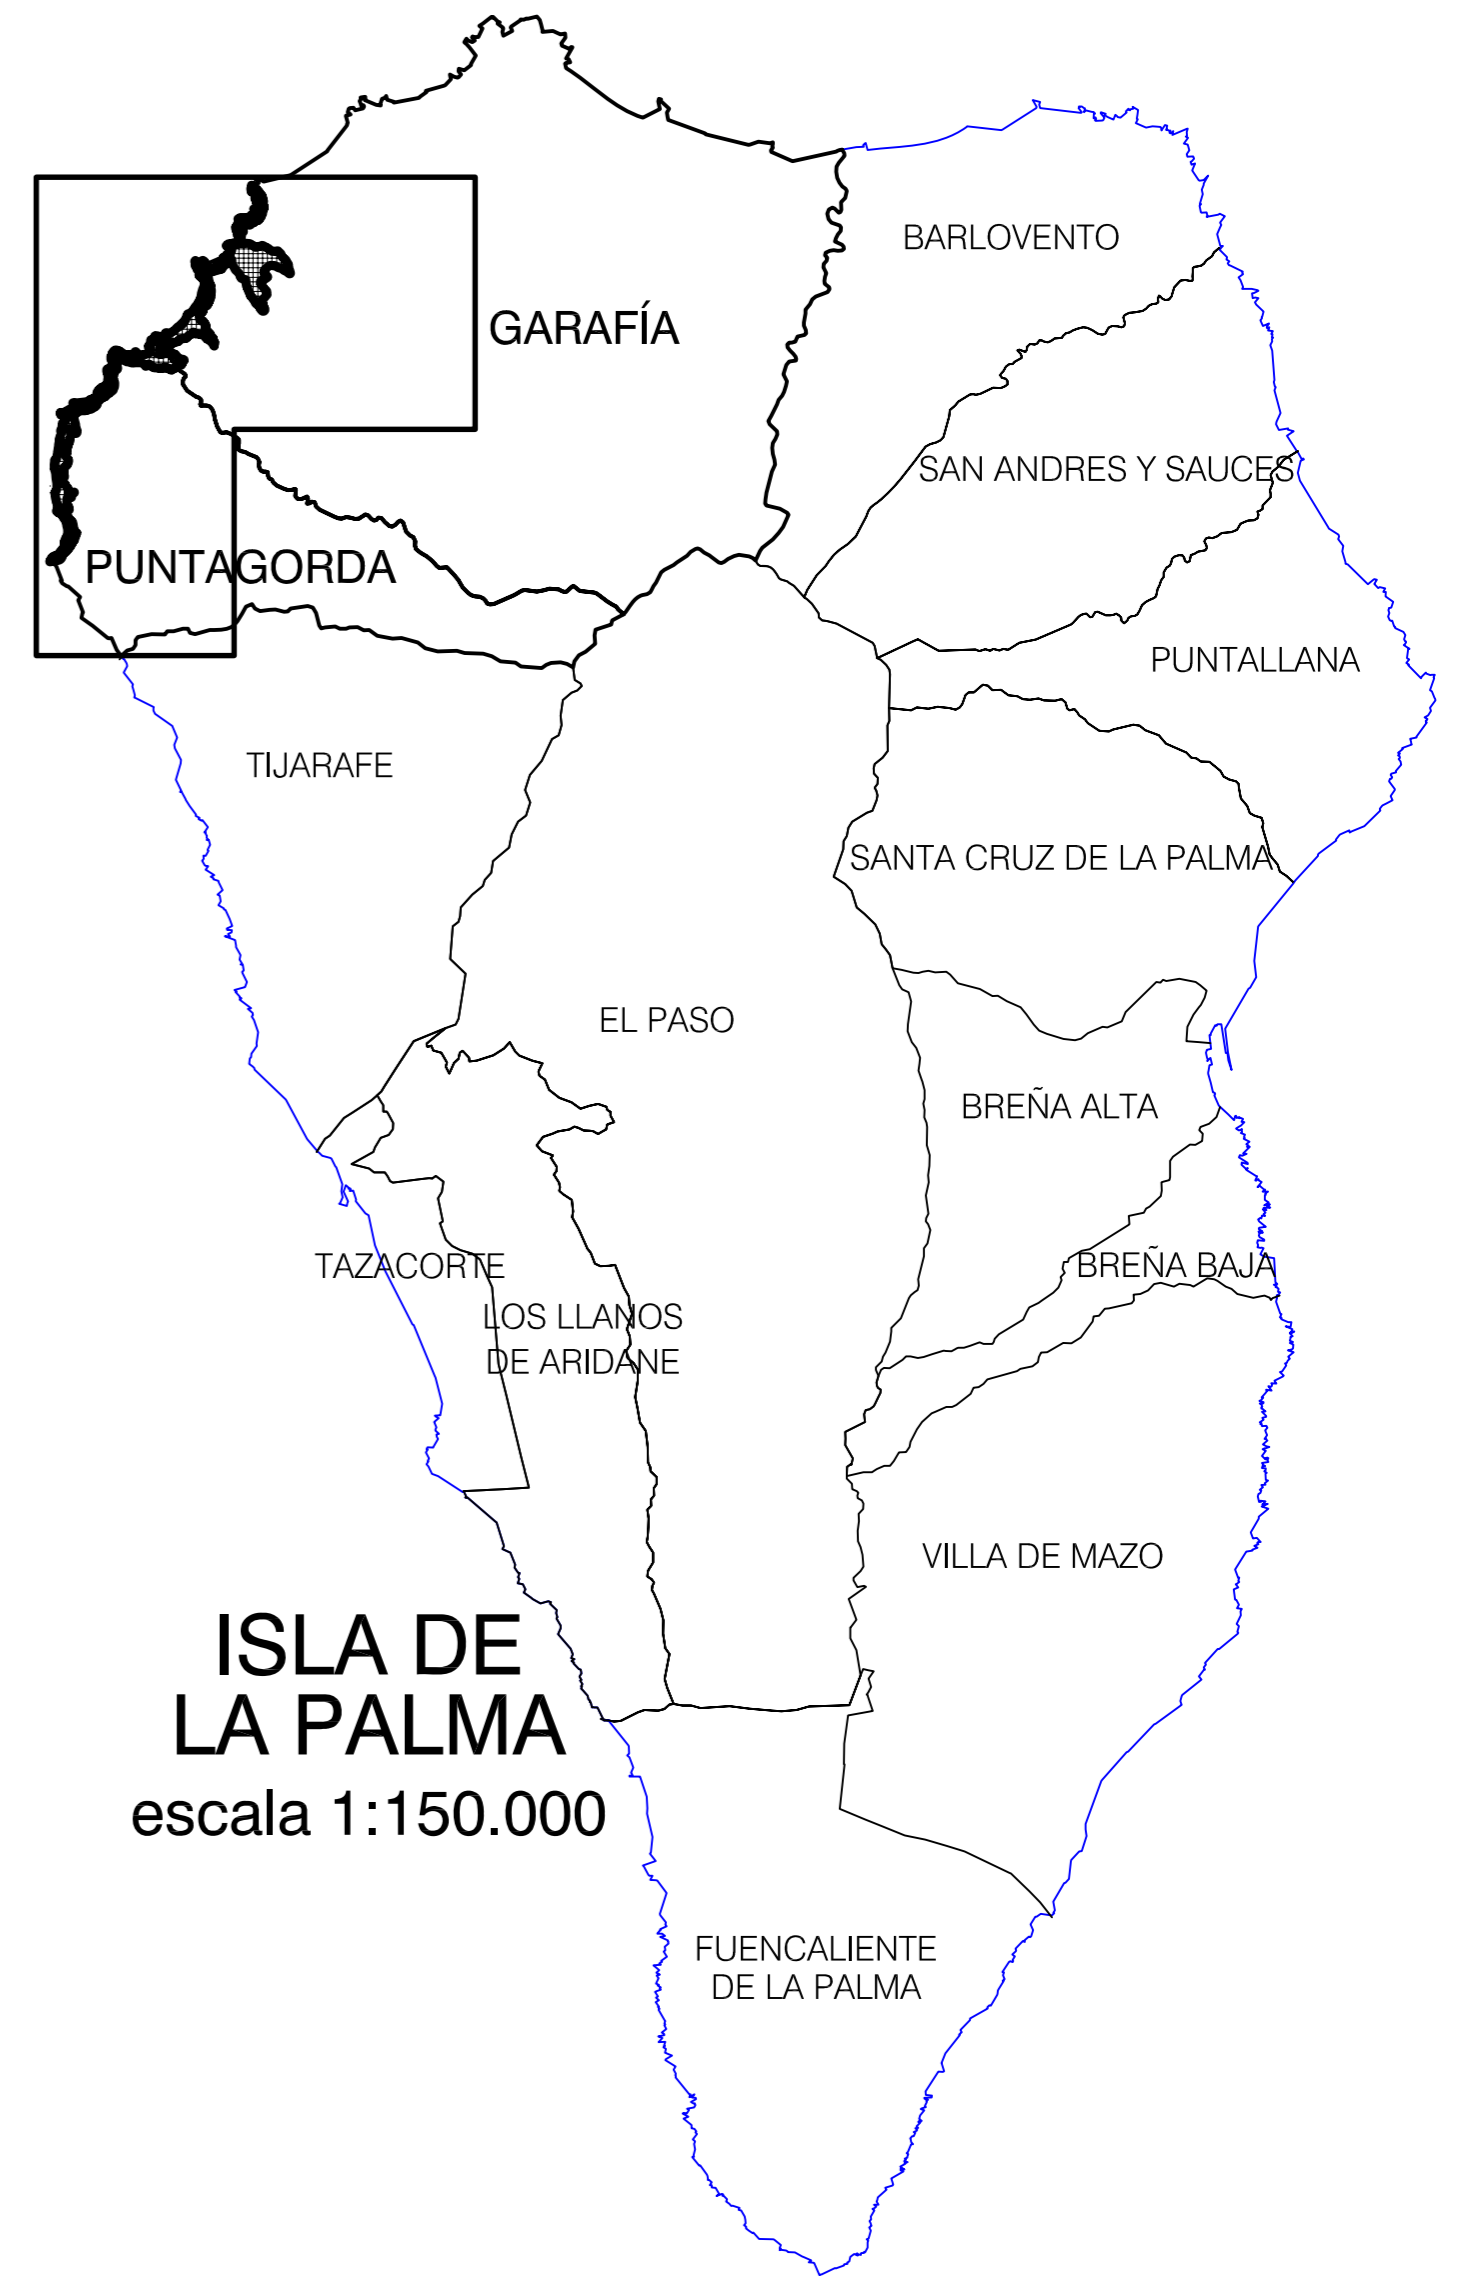 BARLOVENTO
GARAFÍA
SAN ANDRES Y SAUCES
PUNTAGORDA
PUNTALLANA
TIJARAFE
SANTA CRUZ DE LA PALMA
EL PASO
BREÑA ALTA
TAZACORTE
BREÑA BAJA
LOS LLANOS
DE ARIDANE
VILLA DE MAZO
ISLA DE
LA PALMA
escala 1:150.000
FUENCALIENTE
DE LA PALMA